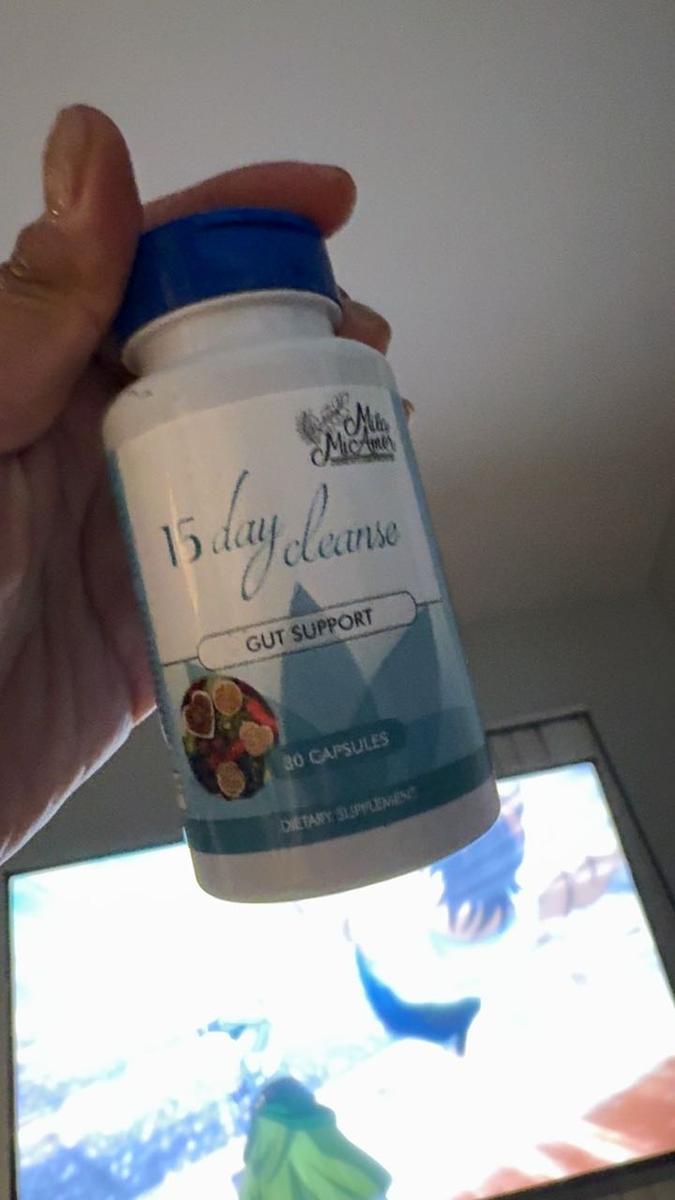 Mila
MiAmor
15 day cleanse
GUT SUPPORT
30 CAPSULES
DIETARY SUPPLEMENT